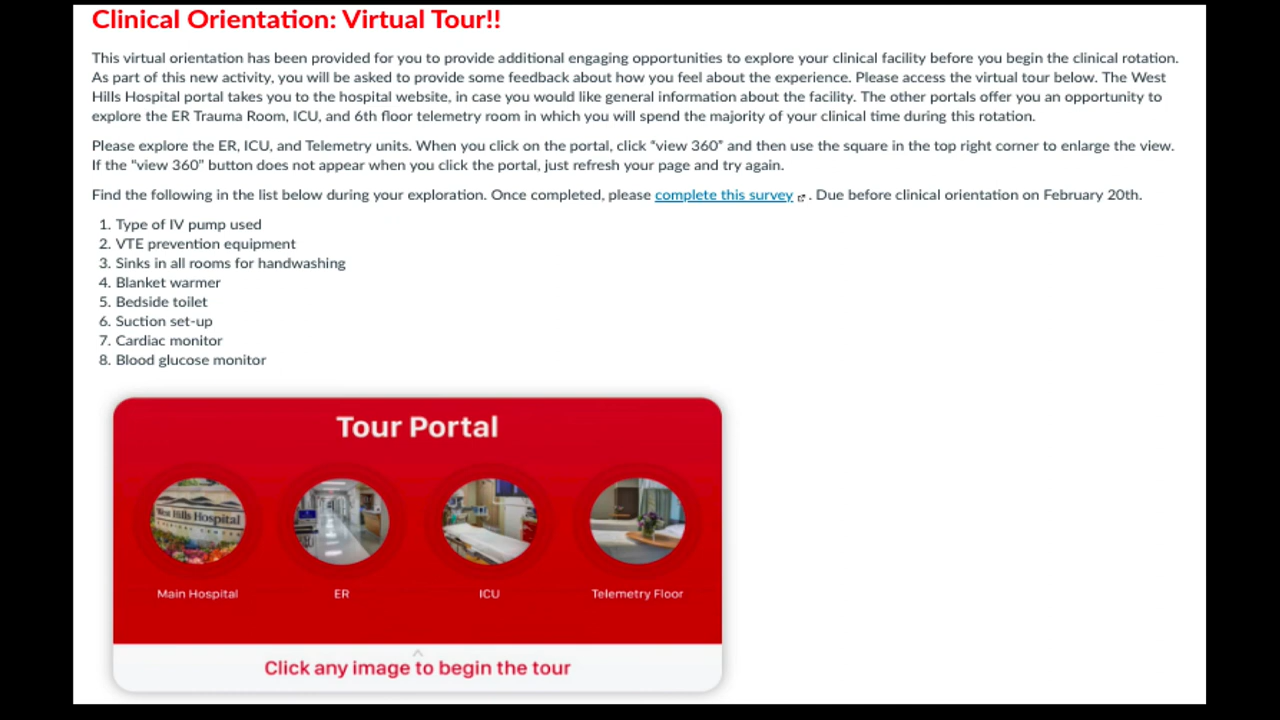 Clinical Orientation: Virtual Tour!!
This virtual orientation has been provided for you to provide additional engaging opportunities to explore your clinical facility before you begin the clinical rotation.
As part of this new activity, you will be asked to provide some feedback about how you feel about the experience. Please access the virtual tour below. The West
Hills Hospital portal takes you to the hospital website, in case you would like general information about the facility. The other portals offer you an opportunity to
explore the ER Trauma Room, ICU, and 6th floor telemetry room in which you will spend the majority of your clinical time during this rotation.
Please explore the ER, ICU, and Telemetry units. When you click on the portal, click “view 360” and then use the square in the top right corner to enlarge the view.
If the "view 360" button does not appear when you click the portal, just refresh your page and try again.
Find the following in the list below during your exploration. Once completed, please complete this survey. Due before clinical orientation on February 20th.
1. Type of IV pump used
2. VTE prevention equipment
3. Sinks in all rooms for handwashing
4. Blanket warmer
5. Bedside toilet
6. Suction set-up
7. Cardiac monitor
8. Blood glucose monitor
Tour Portal
West Hills Hospital
Main Hospital
ER
ICU
Telemetry Floor
Click any image to begin the tour